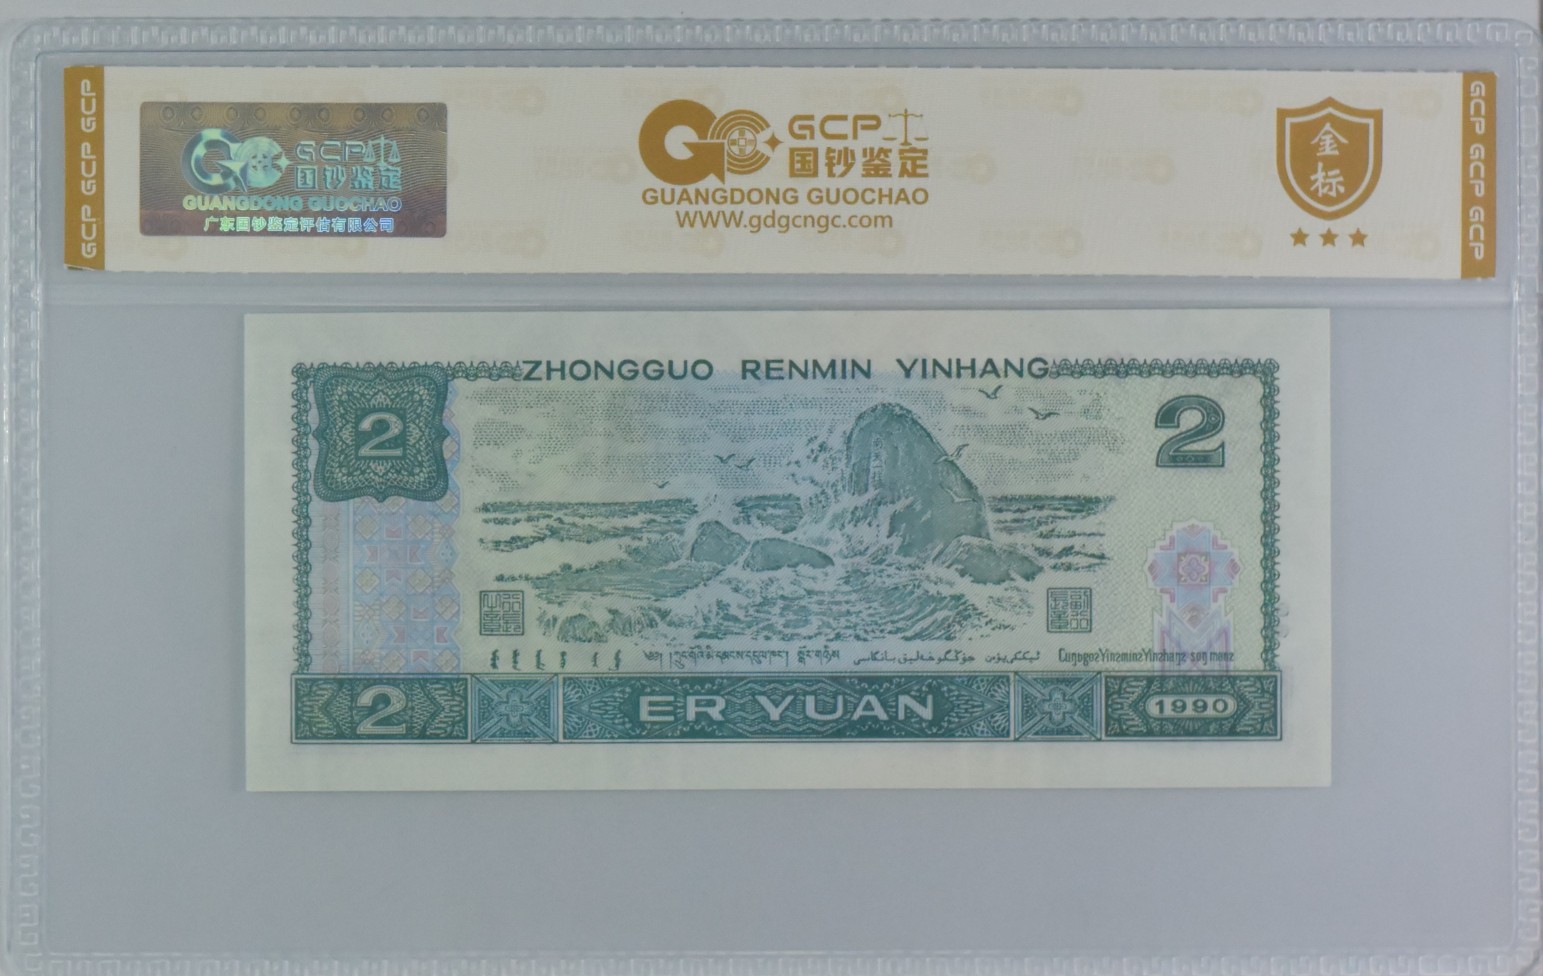 GCP GCP GCP
GCP
国钞鉴定
GUANGDONG GUOCHAO
广东国钞鉴定评估有限公司
GCP
国钞鉴定
GUANGDONG GUOCHAO
WWW.gdgcngc.com
金标
GCP GCP GCP
ZHONGGUO RENMIN YINHANG
2
2
2
ER YUAN
1990